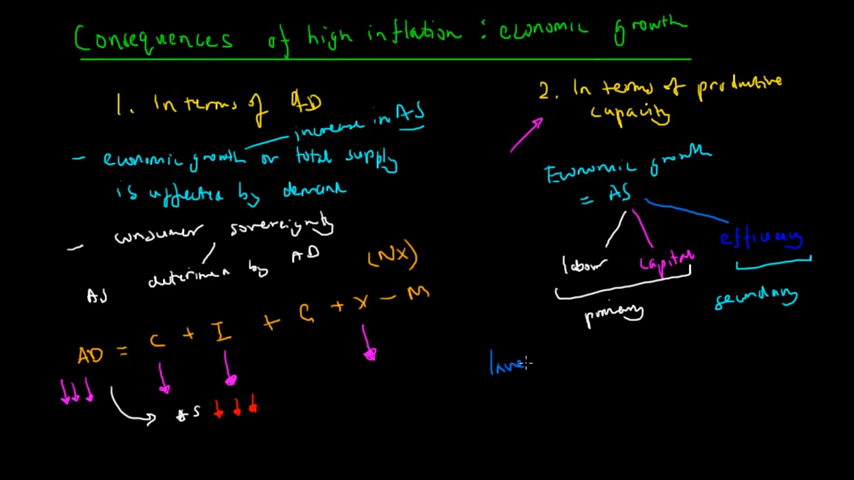 Consequences of high inflation : economic growth
1. In terms of AD
increase in AS
- economic growth or total supply
is affected by demand
- consumer sovereignty
AS determined by AD
(NX)
AD = C + I + G + X - M
AS
2. In terms of productive
capacity
Economic growth
= AS
labour capital efficiency
primary secondary
Inve